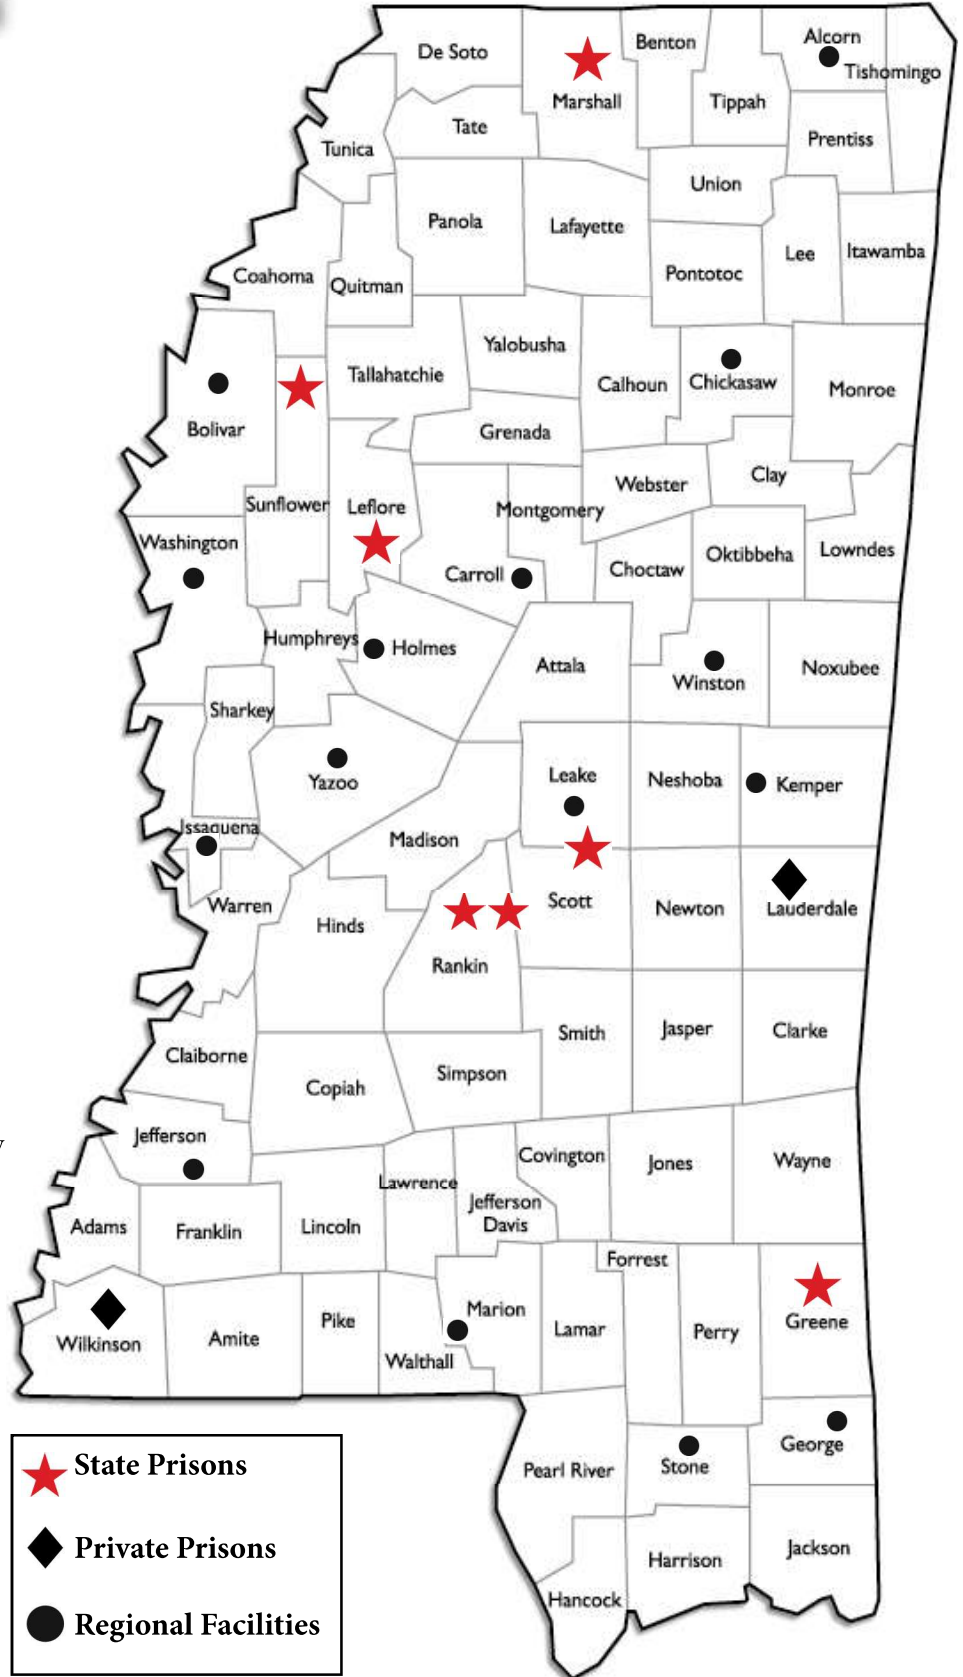 De Soto
Benton
Alcorn
Tishomingo
Marshall
Tippah
Tate
Prentiss
Tunica
Union
Panola
Lafayette
Lee
Itawamba
Pontotoc
Coahoma
Quitman
Yalobusha
Tallahatchie
Calhoun
Chickasaw
Monroe
Bolivar
Grenada
Clay
Webster
Sunflower
Leflore
Montgomery
Washington
Lowndes
Oktibbeha
Choctaw
Carroll
Humphreys
Holmes
Attala
Winston
Noxubee
Sharkey
Yazoo
Leake
Neshoba
Kemper
Issaquena
Madison
Warren
Scott
Newton
Lauderdale
Hinds
Rankin
Smith
Jasper
Clarke
Claiborne
Simpson
Copiah
Jefferson
Covington
Jones
Wayne
Lawrence
Jefferson
Davis
Adams
Franklin
Lincoln
Forrest
Marion
Greene
Pike
Lamar
Perry
Wilkinson
Amite
Walthall
George
Pearl River
Stone
Jackson
Harrison
Hancock
State Prisons
Private Prisons
Regional Facilities